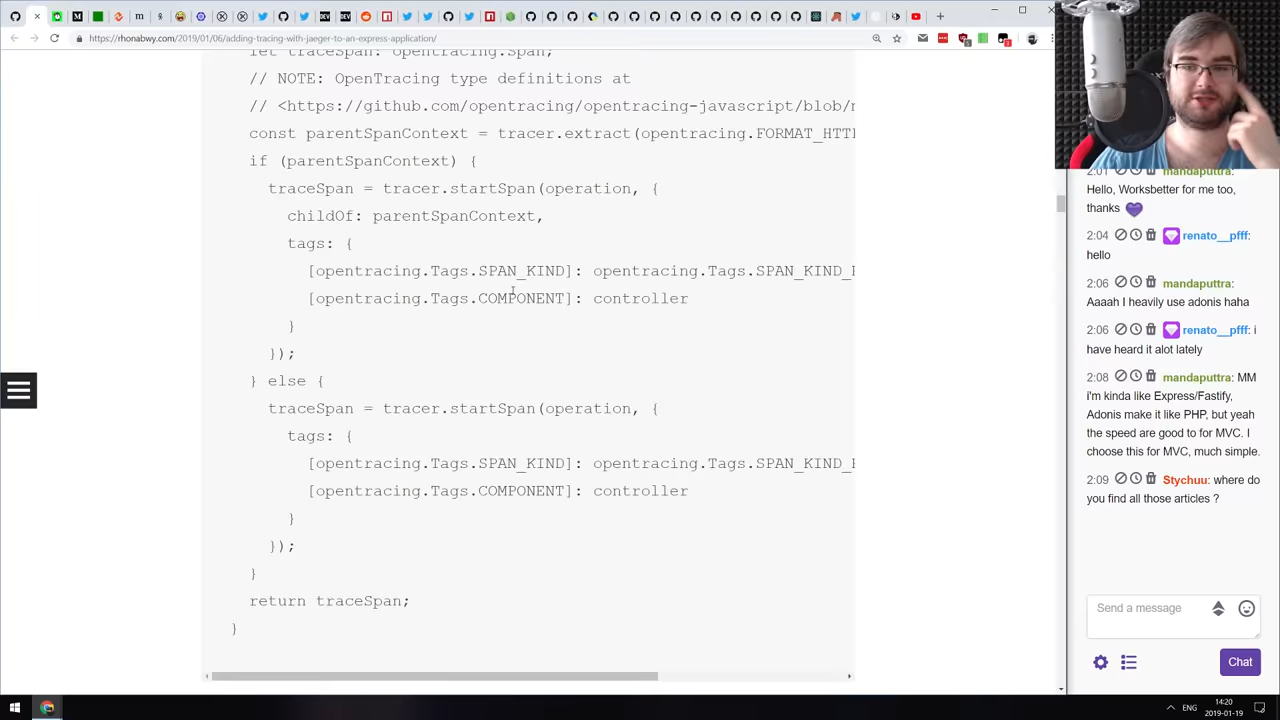 https://rhonabwy.com/2019/01/06/adding-tracing-with-jaeger-to-an-express-application/
let traceSpan: opentracing.Span;
// NOTE: OpenTracing type definitions at
// <https://github.com/opentracing/opentracing-javascript/blob/
const parentSpanContext = tracer.extract(opentracing.FORMAT_HTT
if (parentSpanContext) {
traceSpan = tracer.startSpan(operation, {
childOf: parentSpanContext,
tags: {
[opentracing.Tags.SPAN_KIND]: opentracing.Tags.SPAN_KIND_
[opentracing.Tags.COMPONENT]: controller
}
});
} else {
traceSpan = tracer.startSpan(operation, {
tags: {
[opentracing.Tags.SPAN_KIND]: opentracing.Tags.SPAN_KIND_
[opentracing.Tags.COMPONENT]: controller
}
});
}
return traceSpan;
}
2:01 mandaputtra:
Hello, Worksbetter for me too,
thanks
2:04 renato__pfff:
hello
2:06 mandaputtra:
Aaaah I heavily use adonis haha
2:06 renato__pfff: i
have heard it alot lately
2:08 mandaputtra: MM
i'm kinda like Express/Fastify,
Adonis make it like PHP, but yeah
the speed are good to for MVC. I
choose this for MVC, much simple.
2:09 Stychuu: where do
you find all those articles ?
Send a message
Chat
ENG
14:20
2019-01-19